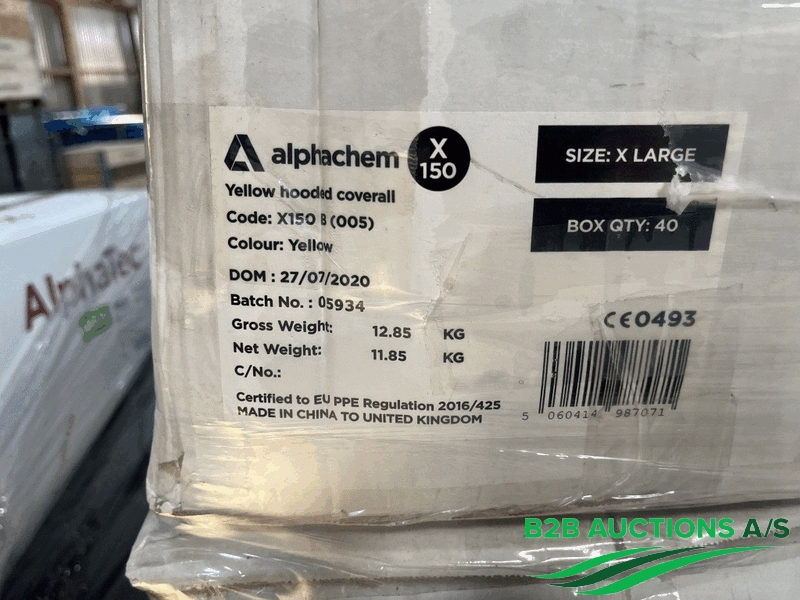 alphachem
X
150
SIZE: X LARGE
Yellow hooded coverall
Code: X150 B (005)
BOX QTY: 40
Colour: Yellow
DOM : 27/07/2020
Batch No. : 05934
Gross Weight: 12.85 KG
Net Weight: 11.85 KG
C/No.:
CE0493
Certified to EU PPE Regulation 2016/425
MADE IN CHINA TO UNITED KINGDOM
5 060414 987071
AlphaTec
B2B AUCTIONS A/S